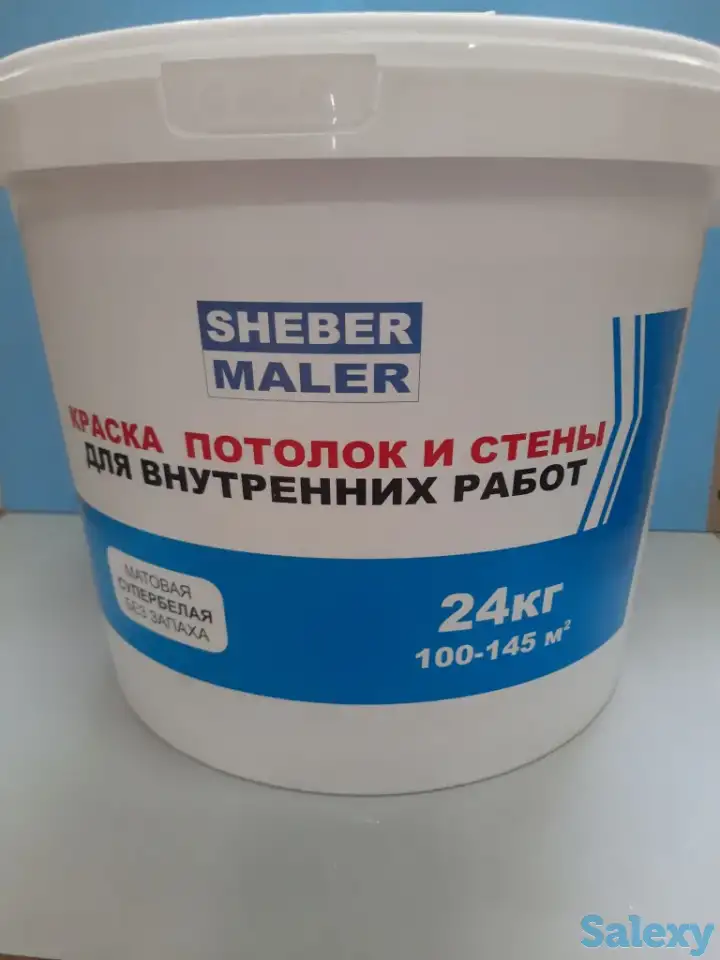 SHEBER
MALER
КРАСКА ПОТОЛОК И СТЕНЫ
ДЛЯ ВНУТРЕННИХ РАБОТ
МАТОВАЯ
СУПЕРБЕЛАЯ
БЕЗ ЗАПАХА
24кг
100-145 м²
Salexy